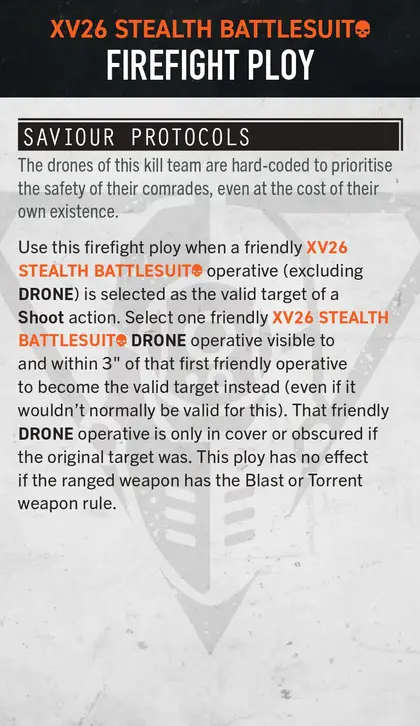 XV26 STEALTH BATTLESUIT
FIREFIGHT PLOY
SAVIOUR PROTOCOLS
The drones of this kill team are hard-coded to prioritise
the safety of their comrades, even at the cost of their
own existence.
Use this firefight ploy when a friendly XV26
STEALTH BATTLESUIT operative (excluding
DRONE) is selected as the valid target of a
Shoot action. Select one friendly XV26 STEALTH
BATTLESUIT DRONE operative visible to
and within 3" of that first friendly operative
to become the valid target instead (even if it
wouldn’t normally be valid for this). That friendly
DRONE operative is only in cover or obscured if
the original target was. This ploy has no effect
if the ranged weapon has the Blast or Torrent
weapon rule.